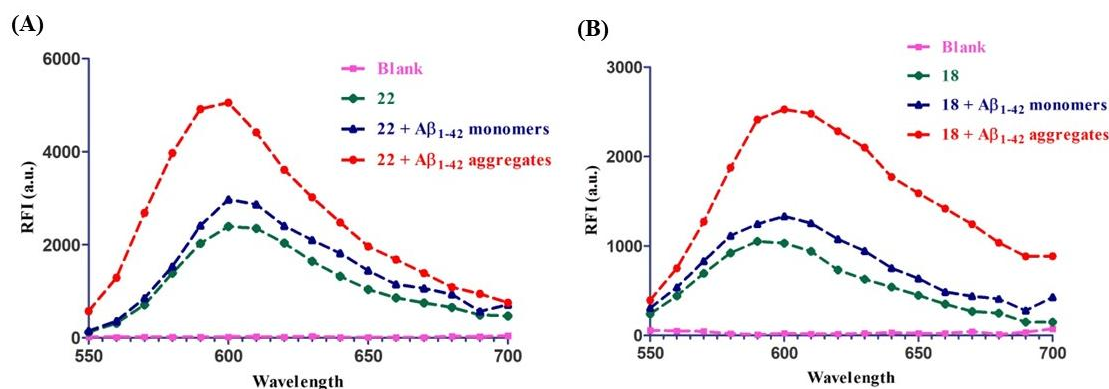 (A)
RFI (a.u.)
6000
4000
2000
0
550
600
650
700
Wavelength
Blank
22
22 + Aβ1-42 monomers
22 + Aβ1-42 aggregates
(B)
RFI (a.u.)
3000
2000
1000
0
550
600
650
700
Wavelength
Blank
18
18 + Aβ1-42 monomers
18 + Aβ1-42 aggregates